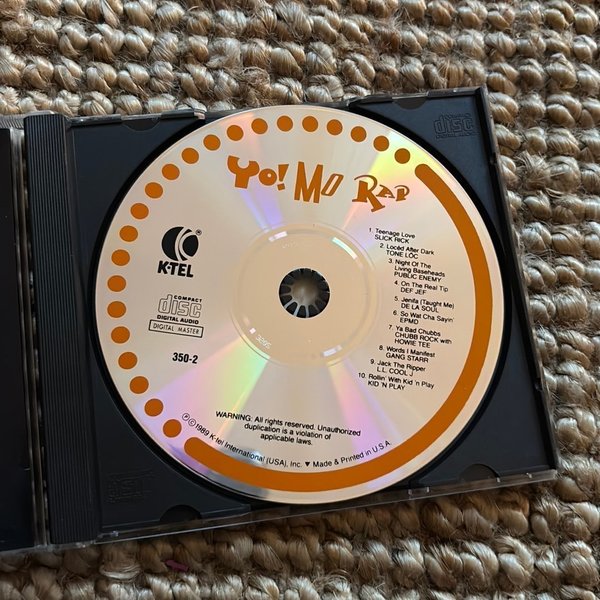 Yo! Mo Rap
K-TEL
COMPACT
disc
DIGITAL AUDIO
DIGITAL MASTER
350-2
1. Teenage Love
SLICK RICK
2. Locéd After Dark
TONE LOC
3. Night Of The
Living Baseheads
PUBLIC ENEMY
4. On The Real Tip
DEF JEF
5. Jenifa (Taught Me)
DE LA SOUL
6. So Wat Cha Sayin'
EPMD
7. Ya Bad Chubbs
CHUBB ROCK with
HOWIE TEE
8. Words I Manifest
GANG STARR
9. Jack The Ripper
L.L. COOL J
10. Rollin' With Kid 'n Play
KID 'N PLAY
WARNING: All rights reserved. Unauthorized
duplication is a violation of
applicable laws.
℗©1989 K-tel International (USA), Inc. ▼ Made & Printed in U.S.A
disc